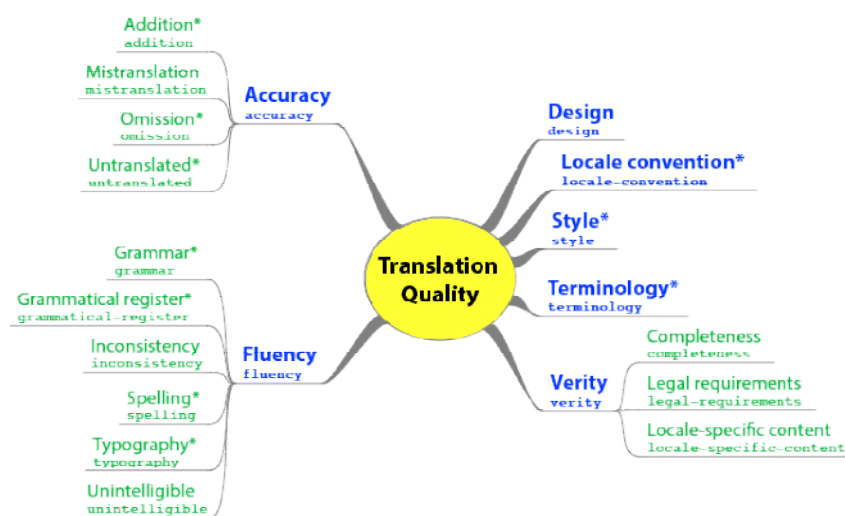 Addition*
addition
Mistranslation
mistranslation
Omission*
omission
Untranslated*
untranslated
Accuracy
accuracy
Grammar*
grammar
Grammatical register*
grammatical-register
Inconsistency
inconsistency
Spelling*
spelling
Typography*
typography
Unintelligible
unintelligible
Fluency
fluency
Translation
Quality
Design
design
Locale convention*
locale-convention
Style*
style
Terminology*
terminology
Verity
verity
Completeness
completeness
Legal requirements
legal-requirements
Locale-specific content
locale-specific-content